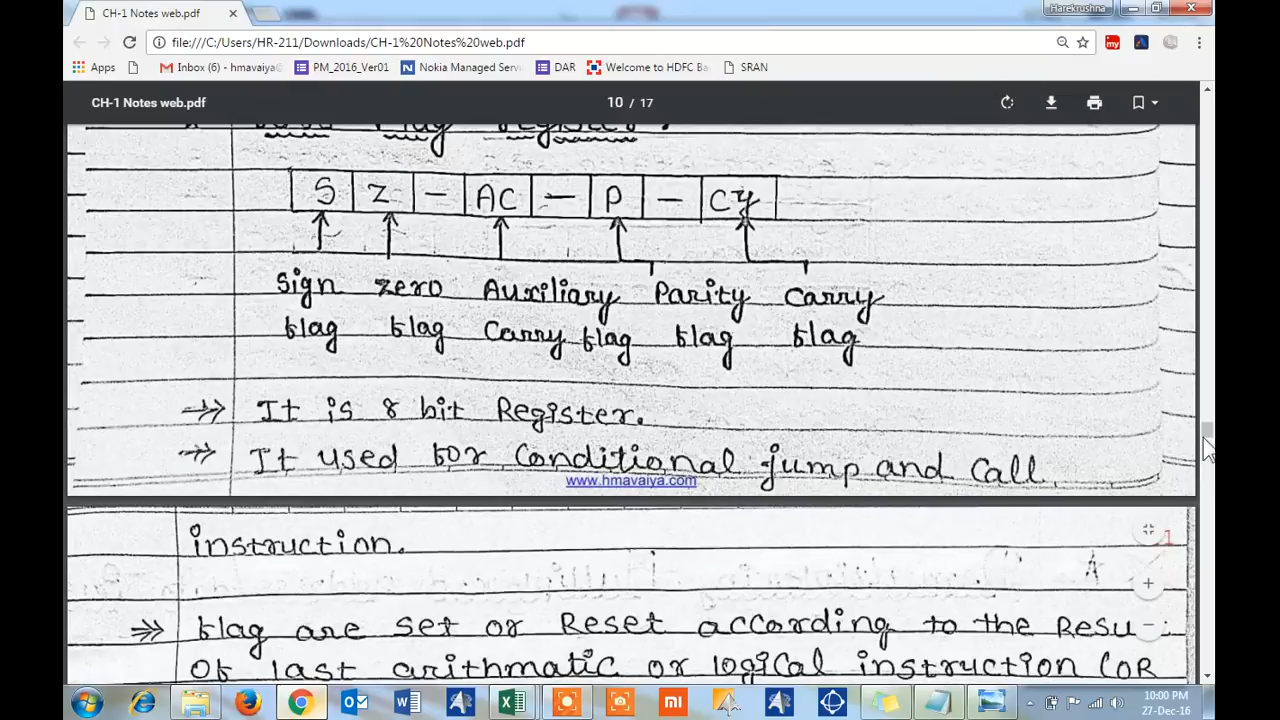 CH-1 Notes web.pdf
Harekrushna
file:///C:/Users/HR-211/Downloads/CH-1%20Notes%20web.pdf
Apps Inbox (6) - hmavaiya PM_2016_Ver01 Nokia Managed Serv DAR Welcome to HDFC Ba SRAN
CH-1 Notes web.pdf 10 / 17
Flag Register.
S Z - AC - P - CY
Sign zero Auxiliary Parity Carry
flag flag Carry flag flag flag
It is 8 bit Register.
It used for Conditional jump and Call
www.hmavaiya.com
instruction.
flag are set or Reset according to the Resu
of last arithmatic or logical instruction (OR
10:00 PM
27-Dec-16